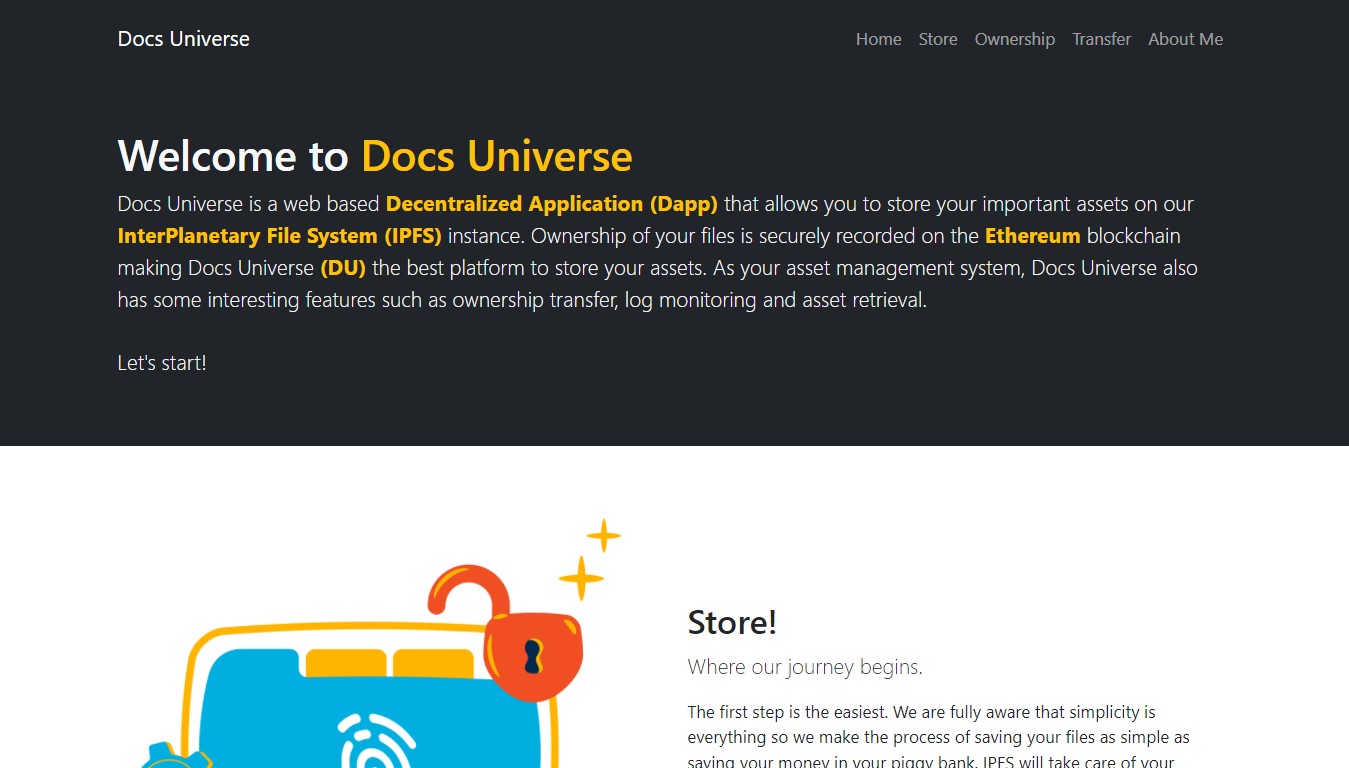 Docs Universe
Home Store Ownership Transfer About Me
Welcome to Docs Universe
Docs Universe is a web based Decentralized Application (Dapp) that allows you to store your important assets on our
InterPlanetary File System (IPFS) instance. Ownership of your files is securely recorded on the Ethereum blockchain
making Docs Universe (DU) the best platform to store your assets. As your asset management system, Docs Universe also
has some interesting features such as ownership transfer, log monitoring and asset retrieval.
Let's start!
Store!
Where our journey begins.
The first step is the easiest. We are fully aware that simplicity is
everything so we make the process of saving your files as simple as
saving your money in your piggy bank. IPFS will take care of your